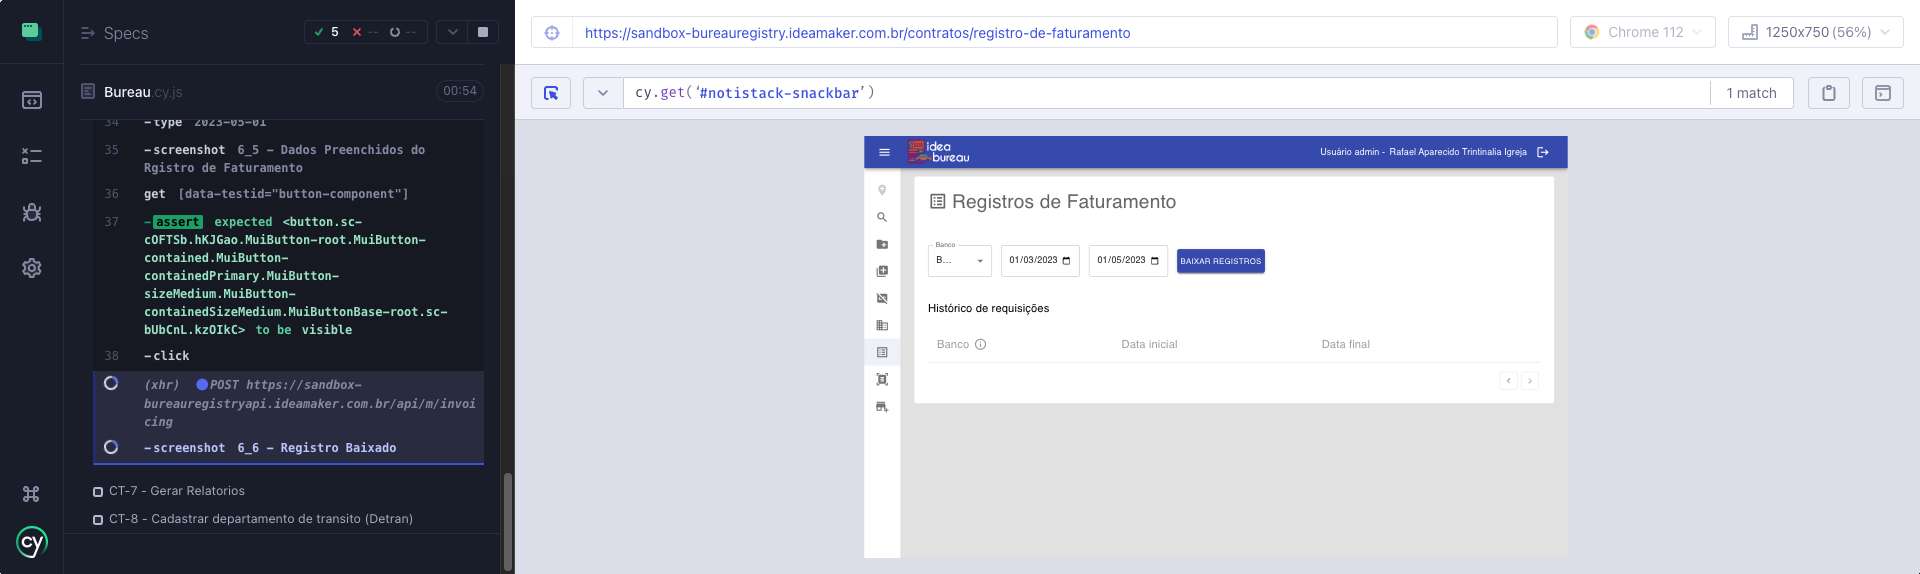 Specs
5 -- --
Bureau.cy.js 00:54
34 -type 2023-05-01
35 -screenshot 6_5 - Dados Preenchidos do
Rgistro de Faturamento
36 get [data-testid="button-component"]
37 -assert expected <button.sc-
cOFTSb.hKJGao.MuiButton-root.MuiButton-
contained.MuiButton-
containedPrimary.MuiButton-
sizeMedium.MuiButton-
containedSizeMedium.MuiButtonBase-root.sc-
bUbCnL.kzOIkC> to be visible
38 -click
(xhr) POST https://sandbox-
bureauregistryapi.ideamaker.com.br/api/m/invoi
cing
-screenshot 6_6 - Registro Baixado
CT-7 - Gerar Relatorios
CT-8 - Cadastrar departamento de transito (Detran)
cy
https://sandbox-bureauregistry.ideamaker.com.br/contratos/registro-de-faturamento
Chrome 112
1250x750 (56%)
cy.get('#notistack-snackbar')
1 match
idea
bureau
Usuário admin - Rafael Aparecido Trintinalia Igreja
Registros de Faturamento
Banco
B...
01/03/2023
01/05/2023
BAIXAR REGISTROS
Histórico de requisições
Banco Data inicial Data final